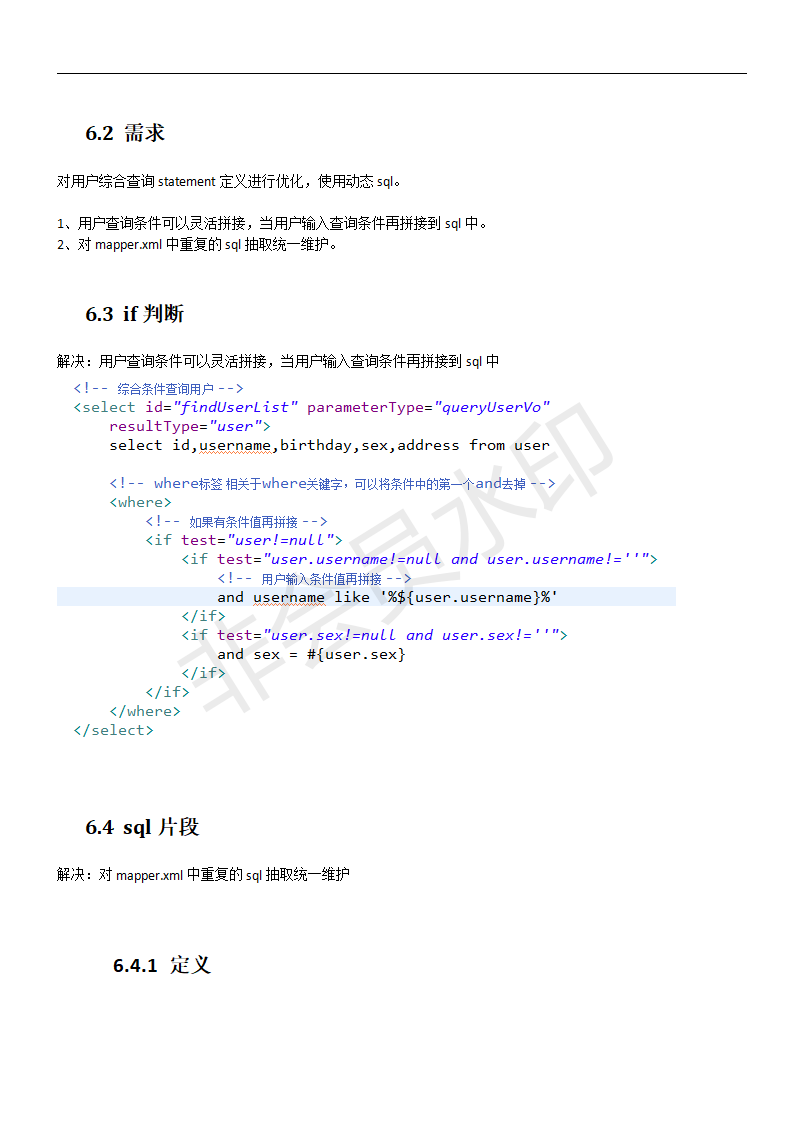 6.2 需求
对用户综合查询 statement 定义进行优化，使用动态 sql。
1、用户查询条件可以灵活拼接，当用户输入查询条件再拼接到 sql 中。
2、对 mapper.xml 中重复的 sql 抽取统一维护。
6.3 if 判断
解决：用户查询条件可以灵活拼接，当用户输入查询条件再拼接到 sql 中
<!-- 综合条件查询用户 -->
<select id="findUserList" parameterType="queryUserVo"
resultType="user">
select id,username,birthday,sex,address from user
<!-- where标签 相关于where关键字，可以将条件中的第一个and去掉 -->
<where>
<!-- 如果有条件值再拼接 -->
<if test="user!=null">
<if test="user.username!=null and user.username!=''">
<!-- 用户输入条件值再拼接 -->
and username like '%${user.username}%'
</if>
<if test="user.sex!=null and user.sex!=''">
and sex = #{user.sex}
</if>
</if>
</where>
</select>
非会员水印
6.4 sql 片段
解决：对 mapper.xml 中重复的 sql 抽取统一维护
6.4.1 定义